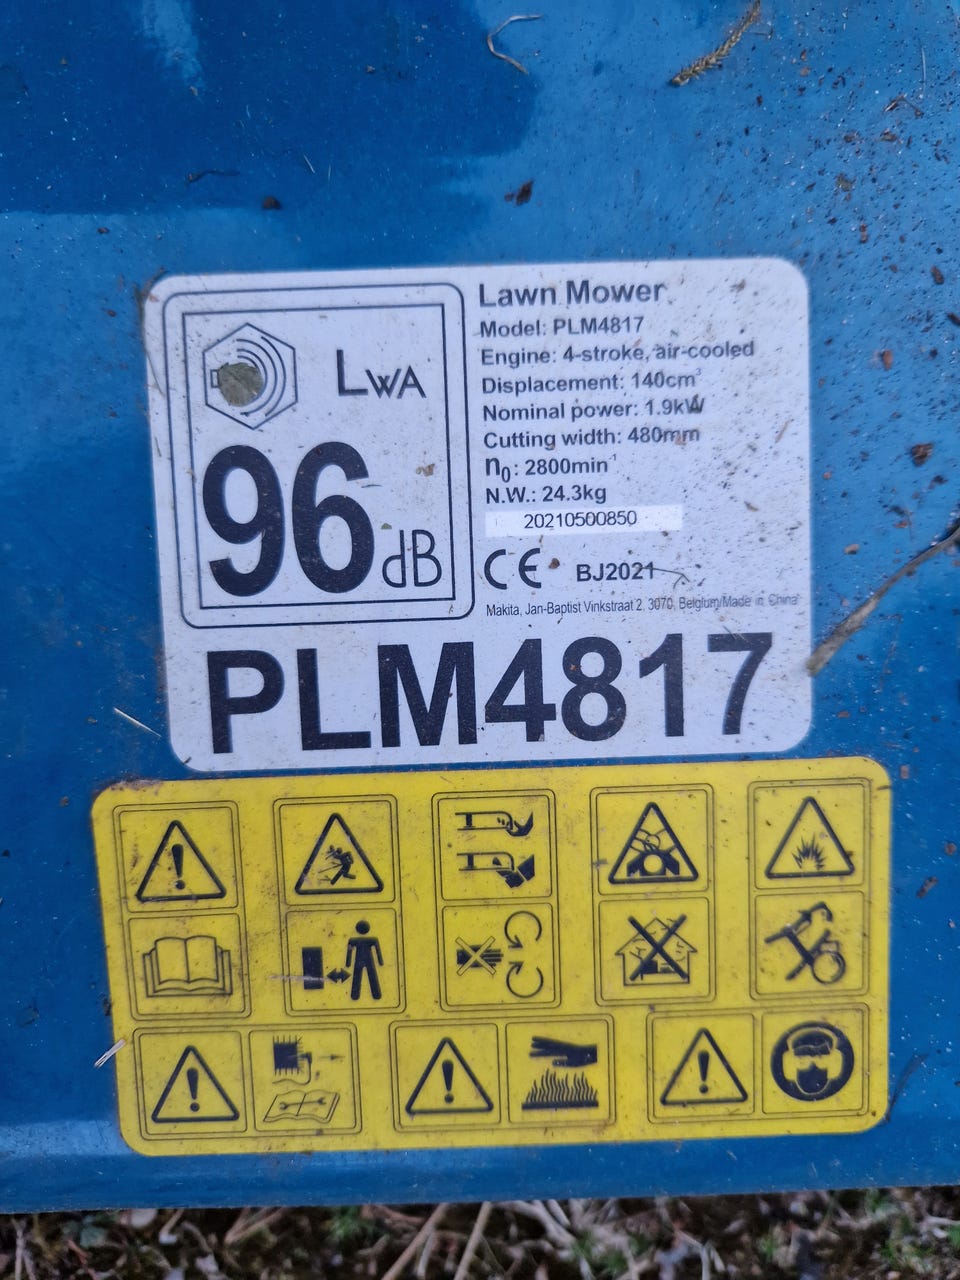 LWA
96 dB
Lawn Mower
Model: PLM4817
Engine: 4-stroke, air-cooled
Displacement: 140cm³
Nominal power: 1.9kW
Cutting width: 480mm
n₀: 2800min⁻¹
N.W.: 24.3kg
20210500850
CE BJ2021
Makita, Jan-Baptist Vinkstraat 2, 3070, Belgium/Made in China
PLM4817